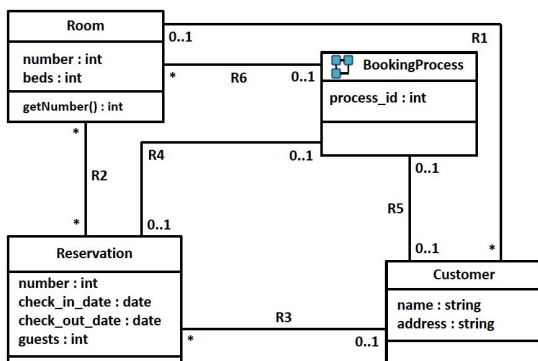 Room
number : int
beds : int
getNumber() : int
0..1
R1
BookingProcess
process_id : int
*
R6
0..1
*
R2
*
R4
0..1
0..1
0..1
R5
0..1
*
Reservation
number : int
check_in_date : date
check_out_date : date
guests : int
R3
*
0..1
Customer
name : string
address : string